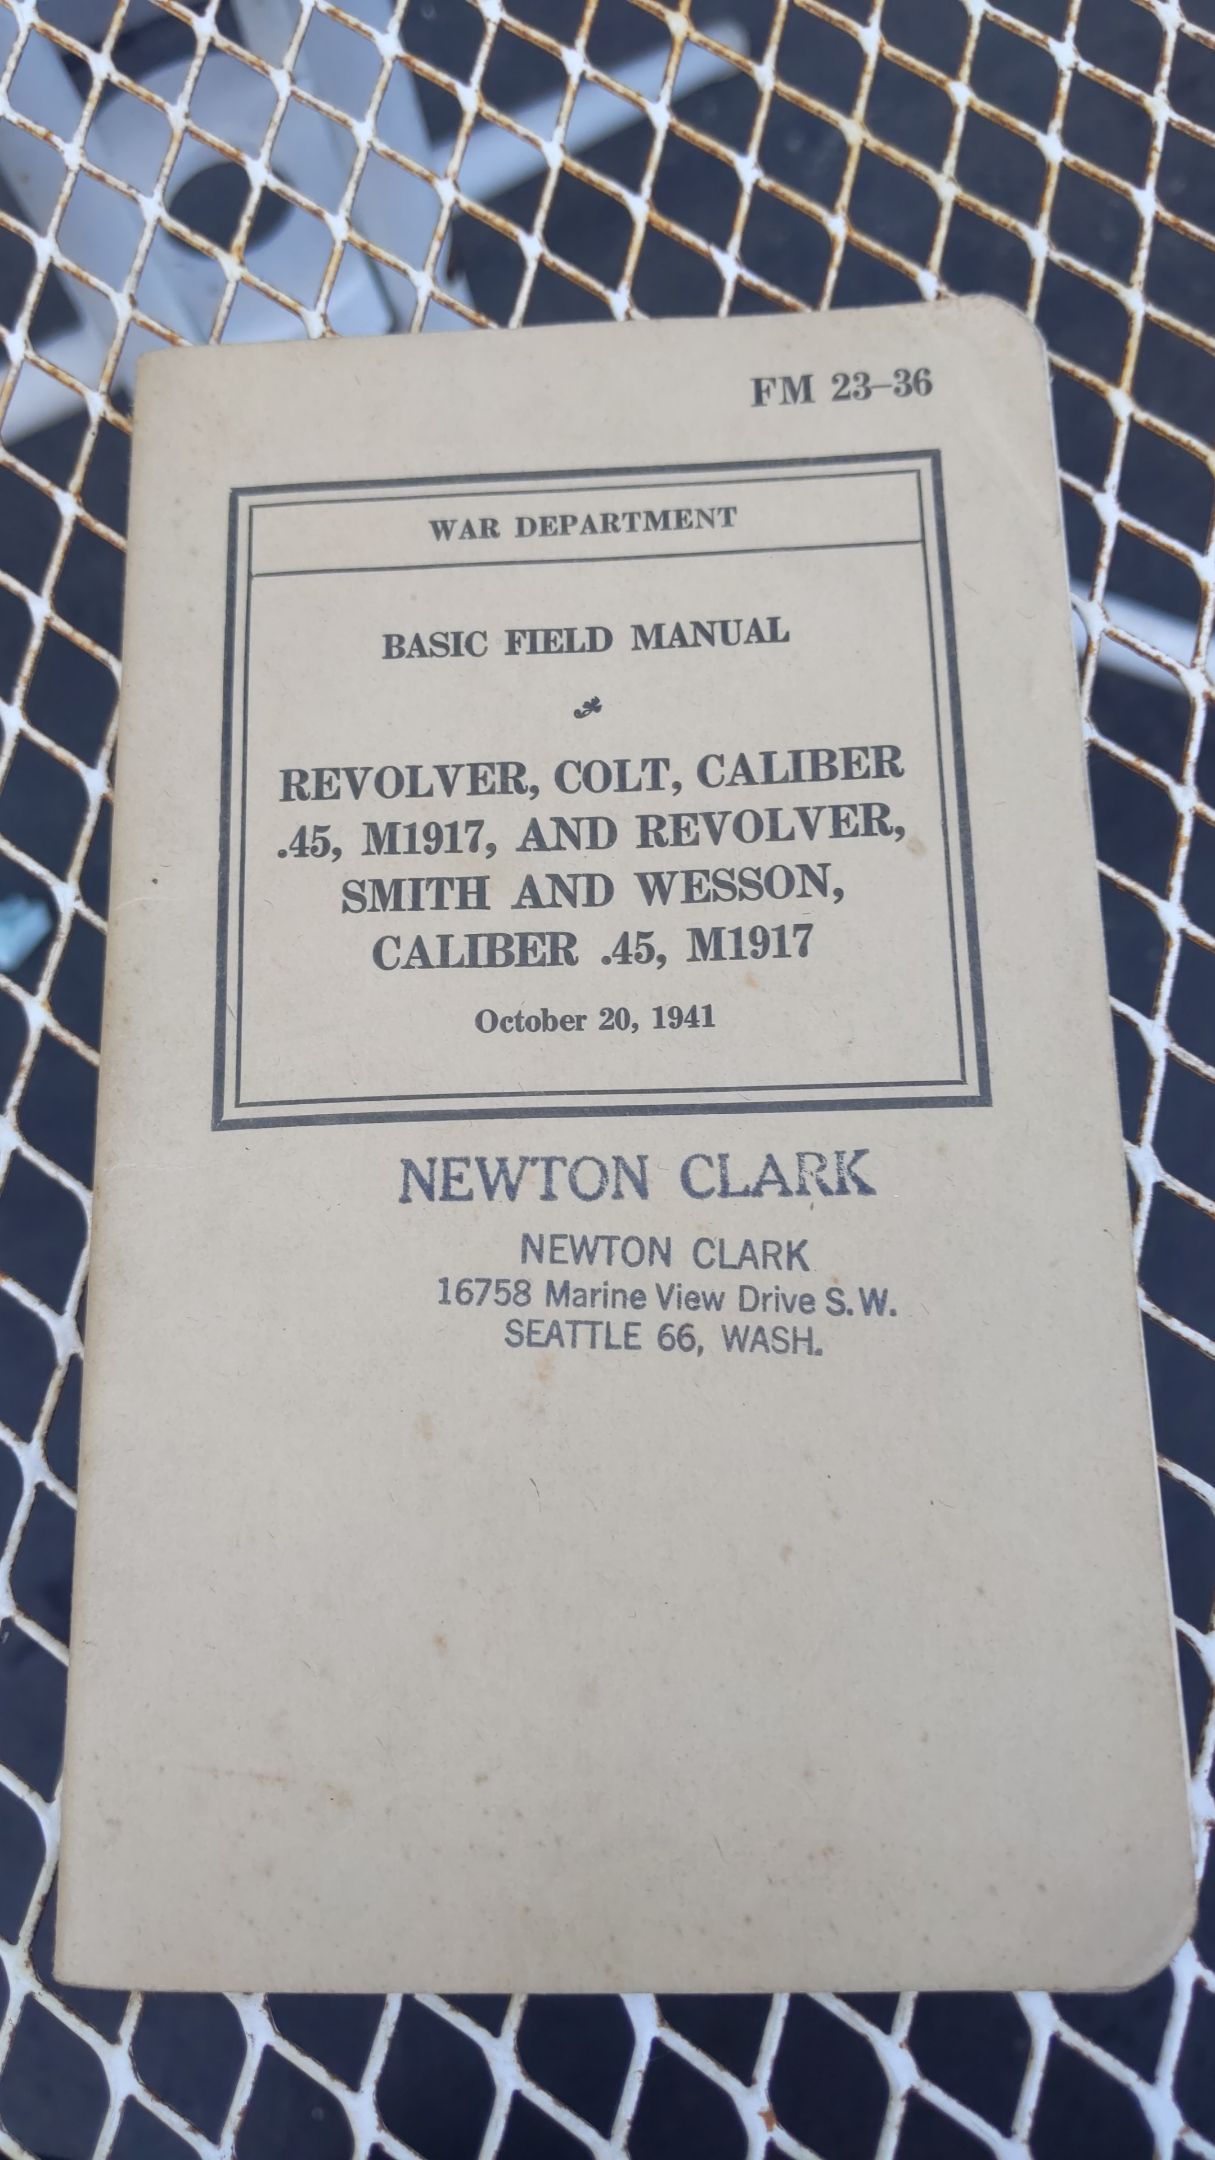 FM 23–36
WAR DEPARTMENT
BASIC FIELD MANUAL
REVOLVER, COLT, CALIBER
.45, M1917, AND REVOLVER,
SMITH AND WESSON,
CALIBER .45, M1917
October 20, 1941
NEWTON CLARK
NEWTON CLARK
16758 Marine View Drive S.W.
SEATTLE 66, WASH.